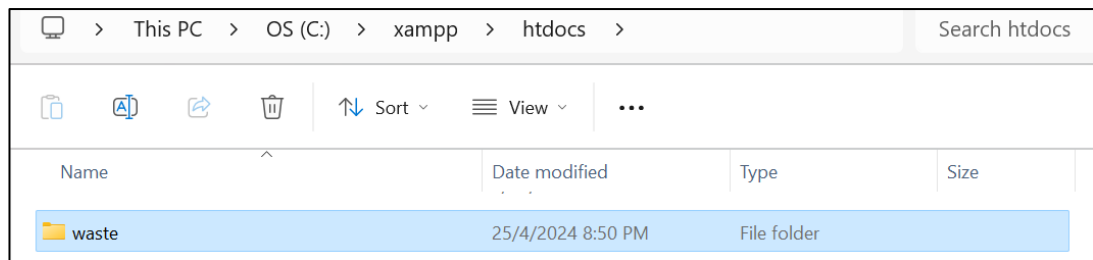 > This PC > OS (C:) > xampp > htdocs > Search htdocs
Sort View
Name Date modified Type Size
waste 25/4/2024 8:50 PM File folder